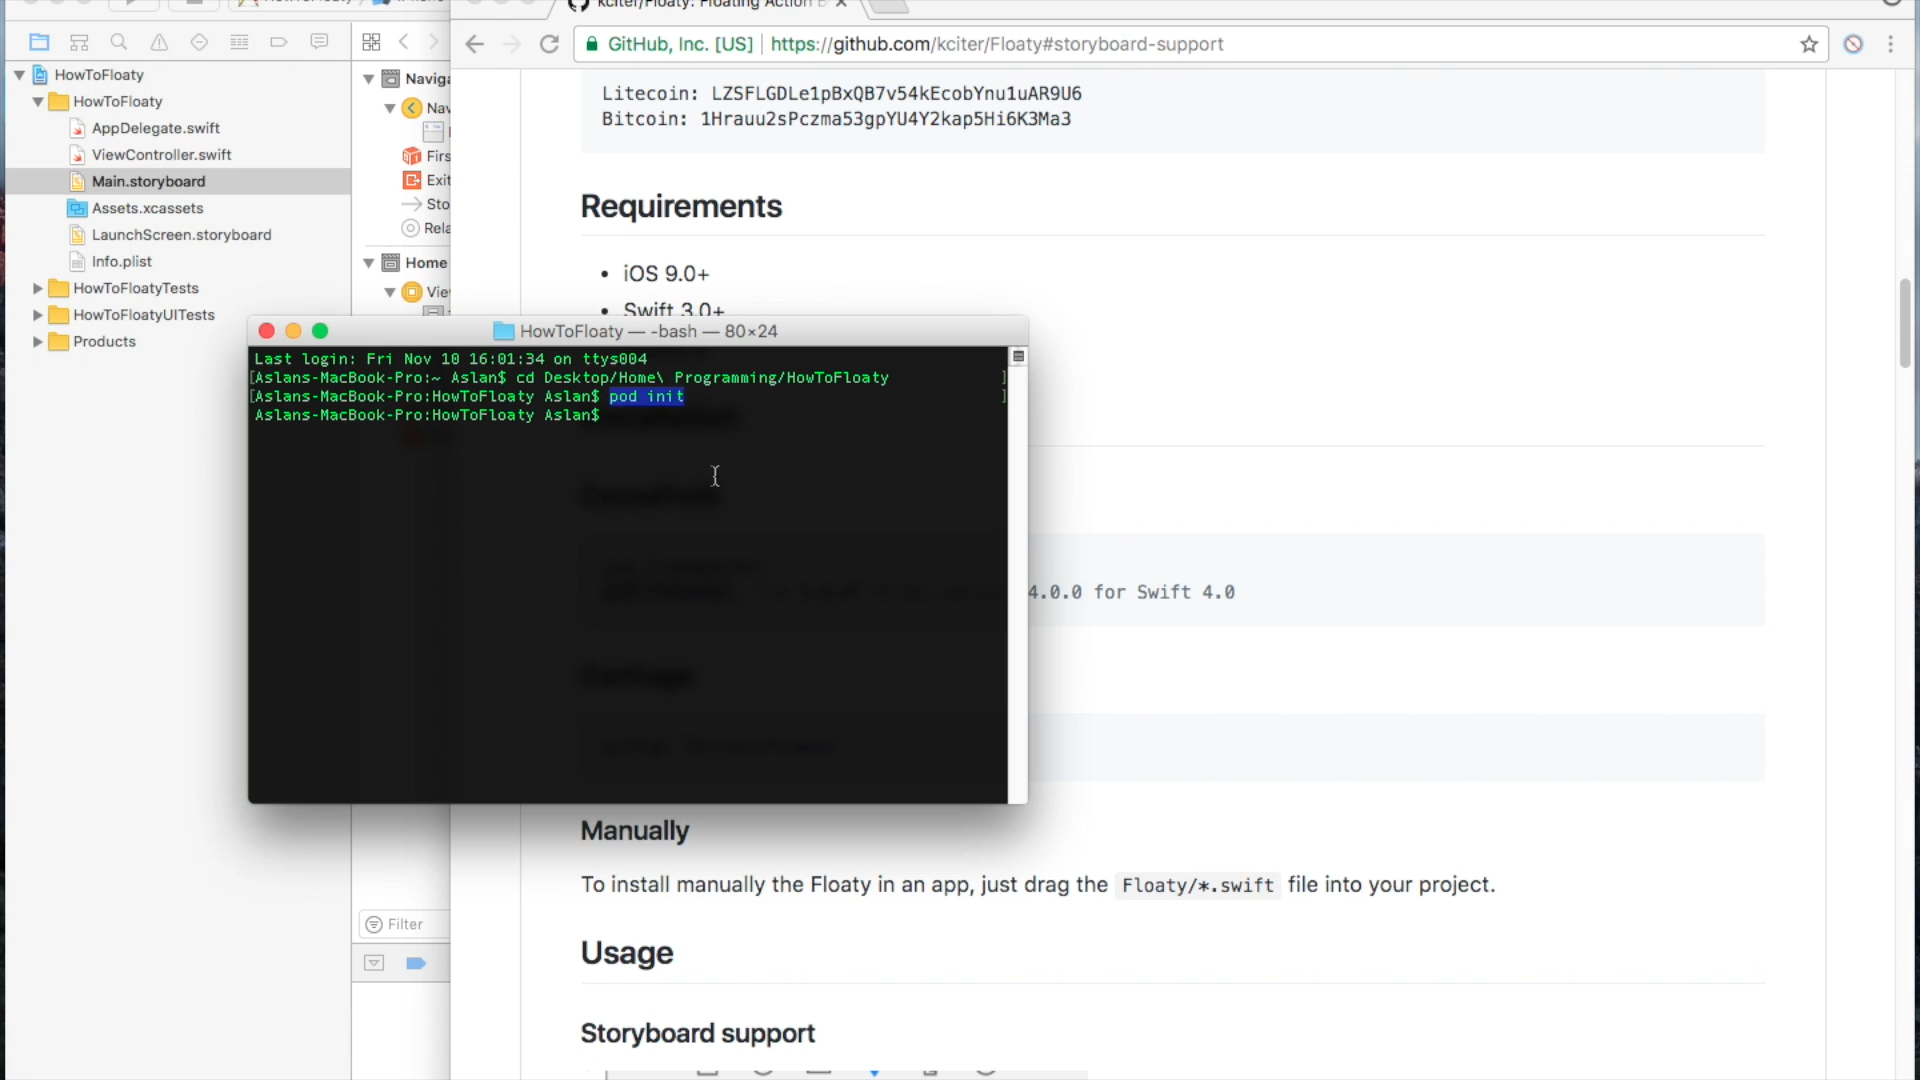 kciter/Floaty: Floating Action B
GitHub, Inc. [US] https://github.com/kciter/Floaty#storyboard-support
HowToFloaty
HowToFloaty
AppDelegate.swift
ViewController.swift
Main.storyboard
Assets.xcassets
LaunchScreen.storyboard
Info.plist
HowToFloatyTests
HowToFloatyUITests
Products
Naviga
Nav
Firs
Exit
Sto
Rela
Home
Vie
Filter
Litecoin: LZSFLGDLe1pBxQB7v54kEcobYnu1uAR9U6
Bitcoin: 1Hrauu2sPczma53gpYU4Y2kap5Hi6K3Ma3
Requirements
• iOS 9.0+
• Swift 3.0+
HowToFloaty — -bash — 80×24
Last login: Fri Nov 10 16:01:34 on ttys004
[Aslans-MacBook-Pro:~ Aslan$ cd Desktop/Home\ Programming/HowToFloaty ]
[Aslans-MacBook-Pro:HowToFloaty Aslan$ pod init ]
Aslans-MacBook-Pro:HowToFloaty Aslan$
4.0.0 for Swift 4.0
Manually
To install manually the Floaty in an app, just drag the Floaty/*.swift file into your project.
Usage
Storyboard support